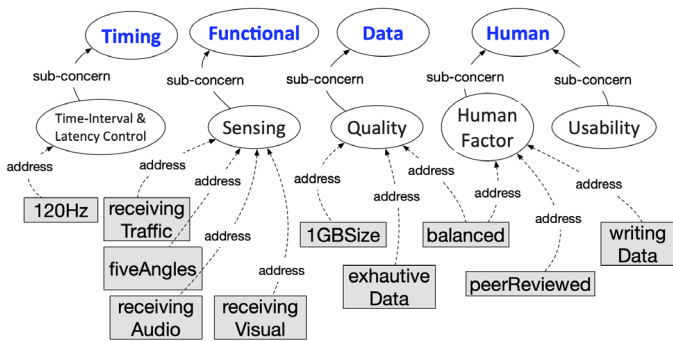 Timing
Functional
Data
Human
sub-concern
sub-concern
sub-concern
sub-concern
sub-concern
Time-Interval &
Latency Control
Sensing
Quality
Human
Factor
Usability
address
address
address
address
address
address
address
address
address
address
address
address
120Hz
receiving
Traffic
1GBSize
balanced
writing
Data
fiveAngles
exhautive
Data
peerReviewed
receiving
Audio
receiving
Visual